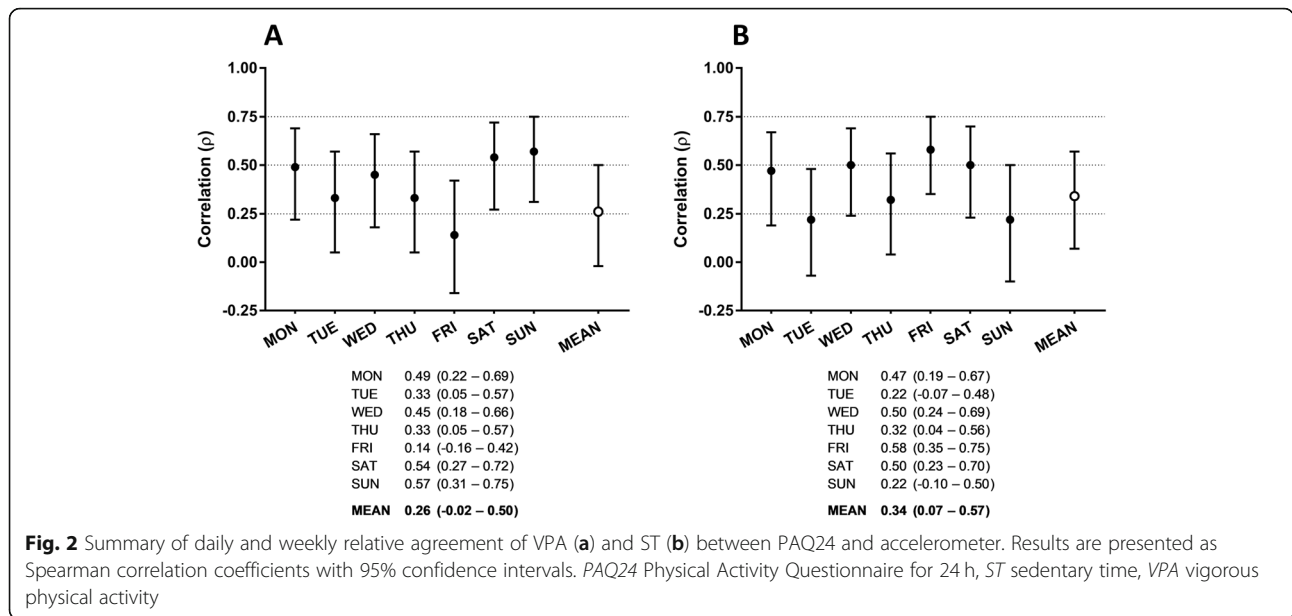 A
Correlation (ρ)
1.00
0.75
0.50
0.25
0.00
-0.25
MON TUE WED THU FRI SAT SUN MEAN
MON 0.49 (0.22 – 0.69)
TUE 0.33 (0.05 – 0.57)
WED 0.45 (0.18 – 0.66)
THU 0.33 (0.05 – 0.57)
FRI 0.14 (-0.16 – 0.42)
SAT 0.54 (0.27 – 0.72)
SUN 0.57 (0.31 – 0.75)
MEAN 0.26 (-0.02 – 0.50)
B
Correlation (ρ)
1.00
0.75
0.50
0.25
0.00
-0.25
MON TUE WED THU FRI SAT SUN MEAN
MON 0.47 (0.19 – 0.67)
TUE 0.22 (-0.07 – 0.48)
WED 0.50 (0.24 – 0.69)
THU 0.32 (0.04 – 0.56)
FRI 0.58 (0.35 – 0.75)
SAT 0.50 (0.23 – 0.70)
SUN 0.22 (-0.10 – 0.50)
MEAN 0.34 (0.07 – 0.57)
Fig. 2 Summary of daily and weekly relative agreement of VPA (a) and ST (b) between PAQ24 and accelerometer. Results are presented as
Spearman correlation coefficients with 95% confidence intervals. PAQ24 Physical Activity Questionnaire for 24 h, ST sedentary time, VPA vigorous
physical activity